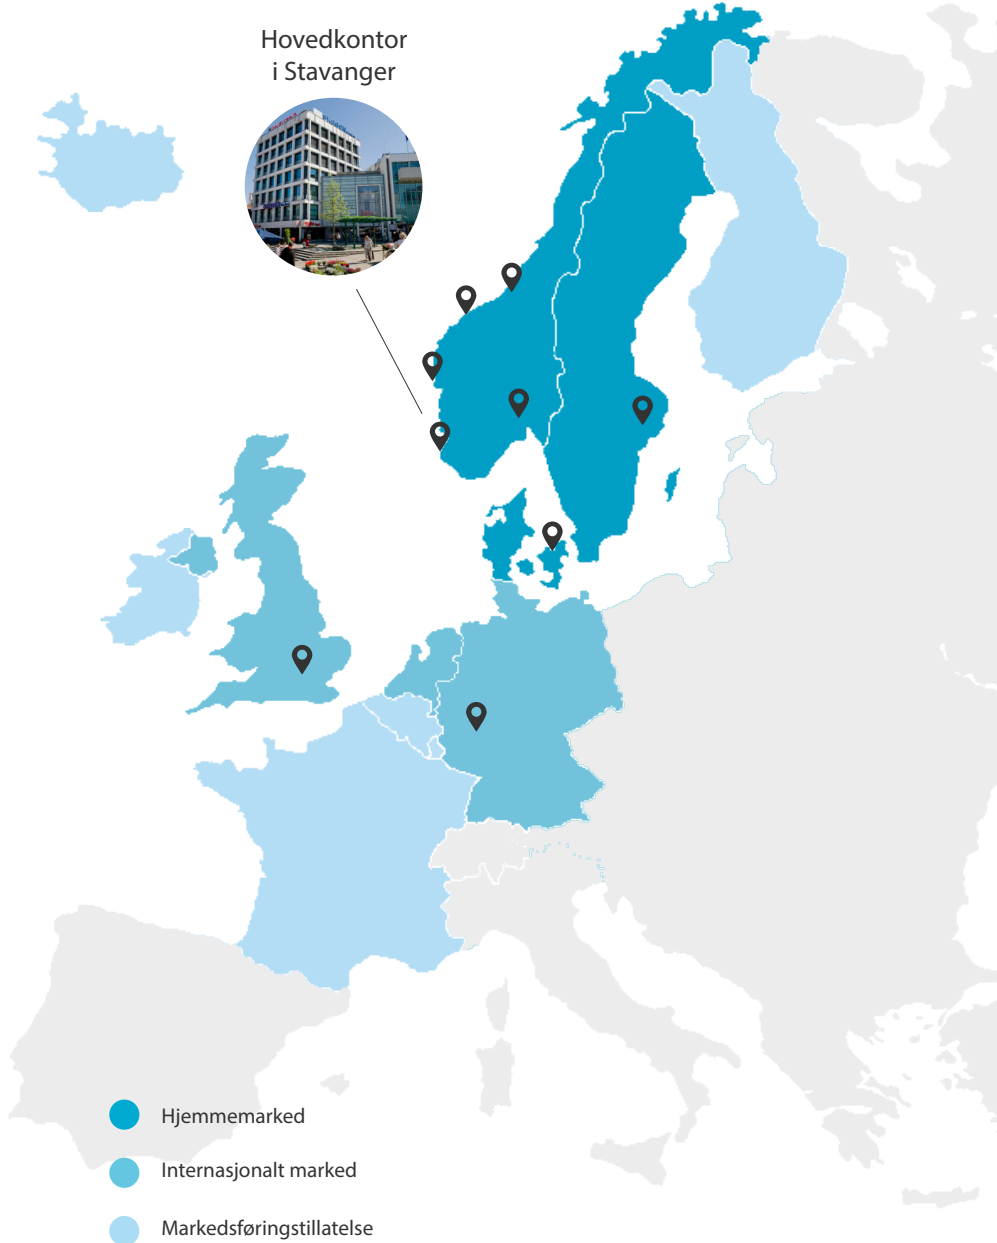 Hovedkontor
i Stavanger
Hjemmemarked
Internasjonalt marked
Markedsføringstillatelse